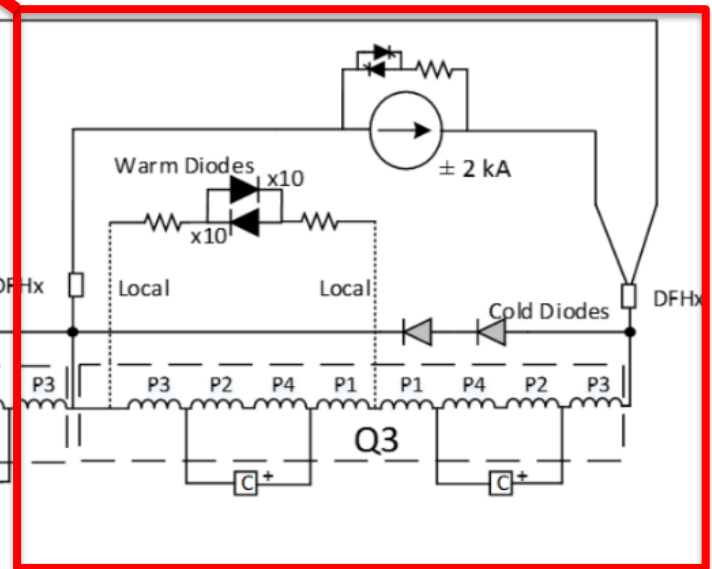 ± 2 kA
Warm Diodes
x10
x10
Local
Local
DFHx
Cold Diodes
DFHx
P3
P3
P2
P4
P1
P1
P4
P2
P3
Q3
C
+
C
+